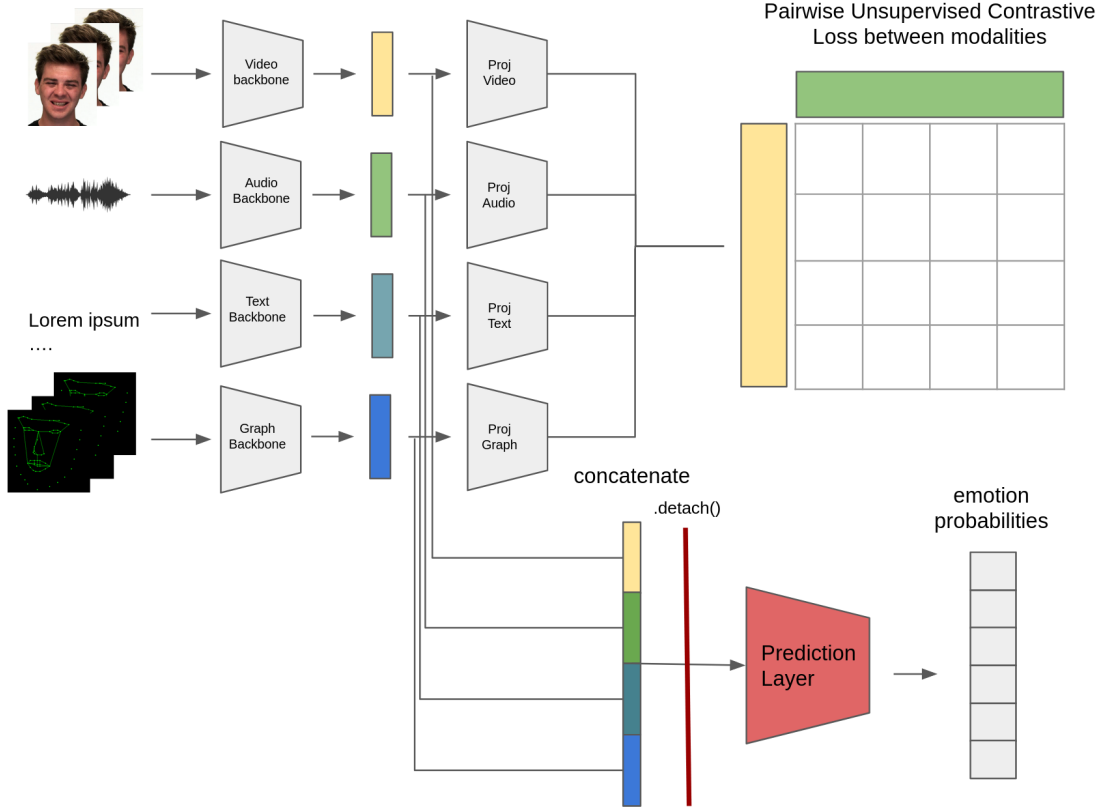 Pairwise Unsupervised Contrastive
Loss between modalities
Video
backbone
Proj
Video
Audio
Backbone
Proj
Audio
Lorem ipsum
....
Text
Backbone
Proj
Text
Graph
Backbone
Proj
Graph
concatenate
.detach()
emotion
probabilities
Prediction
Layer